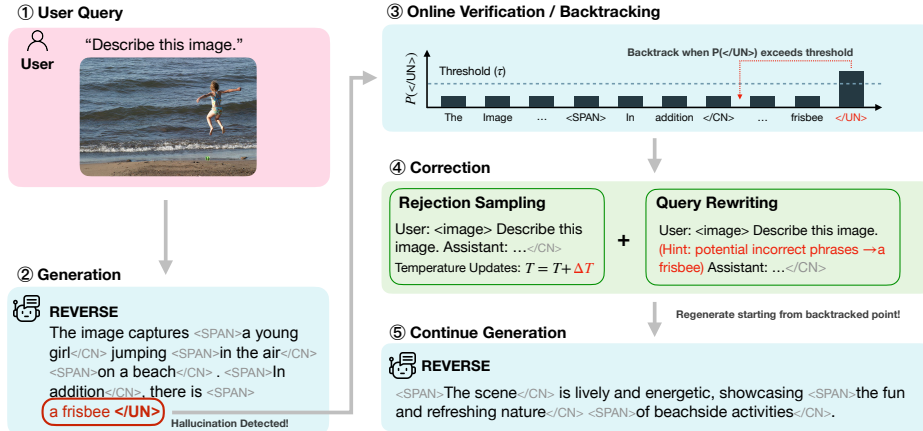 ① User Query
User
“Describe this image.”
② Generation
REVERSE
The image captures <SPAN>a young
girl</CN> jumping <SPAN>in the air</CN>
<SPAN>on a beach</CN> . <SPAN>In
addition</CN>, there is <SPAN>
a frisbee </UN>
Hallucination Detected!
③ Online Verification / Backtracking
Backtrack when P(</UN>) exceeds threshold
Threshold (τ)
P(</UN>)
The Image ... <SPAN> In addition </CN> ... frisbee </UN>
④ Correction
Rejection Sampling
User: <image> Describe this
image. Assistant: …</CN>
Temperature Updates: T = T+ ΔT
+
Query Rewriting
User: <image> Describe this image.
(Hint: potential incorrect phrases →a
frisbee) Assistant: …</CN>
Regenerate starting from backtracked point!
⑤ Continue Generation
REVERSE
<SPAN>The scene</CN> is lively and energetic, showcasing <SPAN>the fun
and refreshing nature</CN> <SPAN>of beachside activities</CN>.